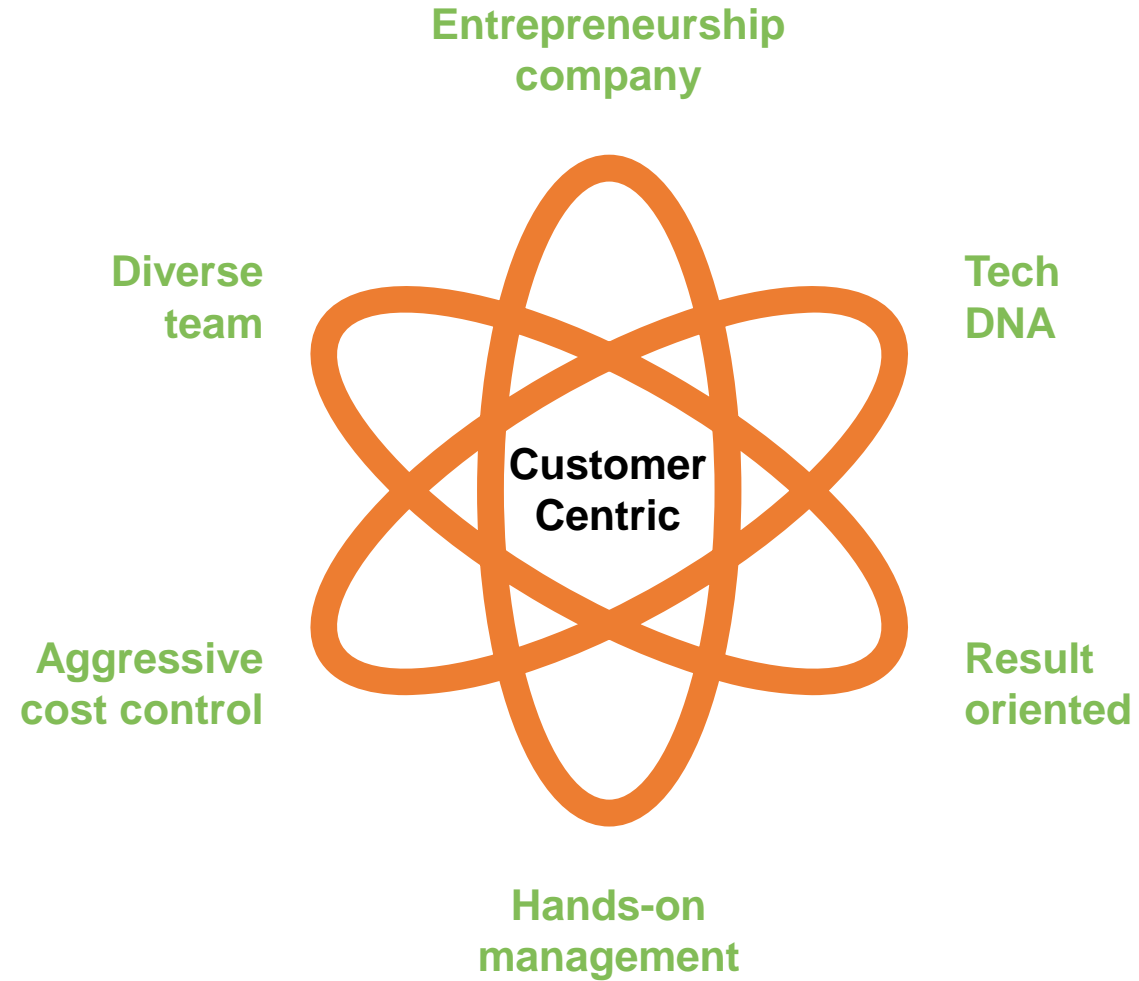 Entrepreneurship
company
Diverse
team
Tech
DNA
Customer
Centric
Aggressive
cost control
Result
oriented
Hands-on
management